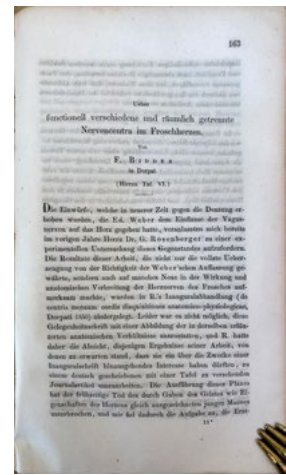 163
Ueber
functionell verschiedene und räumlich getrennte
Nervencentra im Froschherzen.
Von
F. BIDDER
in Dorpat
(Hierzu Taf. VI.)
Die Einwürfe, welche in neuerer Zeit gegen die Deutung er-
hoben wurden, die Ed. Weber dem Einflusse der Vagus-
nerven auf das Herz gegeben hatte, veranlassten mich bereits
im vorigen Jahre Herrn Dr. G. Rosenberger zu einer ex-
perimentellen Untersuchung dieses Gegenstandes aufzufordern.
Die Resultate dieser Arbeit, die nicht nur die vollste Ueber-
zeugung von der Richtigkeit der Weber'schen Auffassung ge-
währte, sondern auch auf manches Neue in der Wirkung und
anatomischen Verbreitung der Herznerven des Frosches auf-
merksam machte, wurden in R.'s Inauguralabhandlung (de
centris motuum cordis disquisitiones anatomico-physiologicae,
Dorpati 1850) niedergelegt. Leider war es nicht möglich, diese
Gelegenheitsschrift mit einer Abbildung der in derselben erläu-
terten anatomischen Verhältnisse auszustatten, und R. hatte
daher die Absicht, diejenigen Ergebnisse seiner Arbeit, von
denen zu erwarten stand, dass sie ein über die Zwecke einer
Inauguralschrift hinausgehendes Interesse haben dürften, zu
einem deutsch geschriebenen mit einer Tafel zu versehenden
Journalartikel umzuarbeiten. Die Ausführung dieses Planes
hat der frühzeitige Tod des durch Gaben des Geistes wie Ei-
genschaften des Herzens gleich ausgezeichneten jungen Mannes
unterbrochen, und mir fiel dadurch die Aufgabe zu, die Erst-
11*